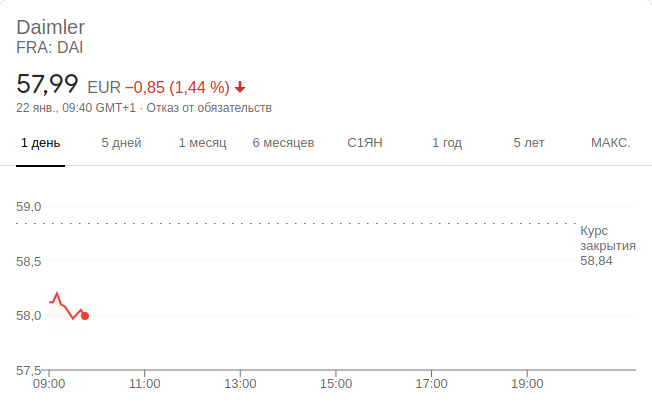 Daimler
FRA: DAI
57,99 EUR −0,85 (1,44 %)
22 янв., 09:40 GMT+1 · Отказ от обязательств
1 день 5 дней 1 месяц 6 месяцев С1ЯН 1 год 5 лет МАКС.
59,0
Курс
закрытия
58,84
58,5
58,0
57,5
09:00 11:00 13:00 15:00 17:00 19:00